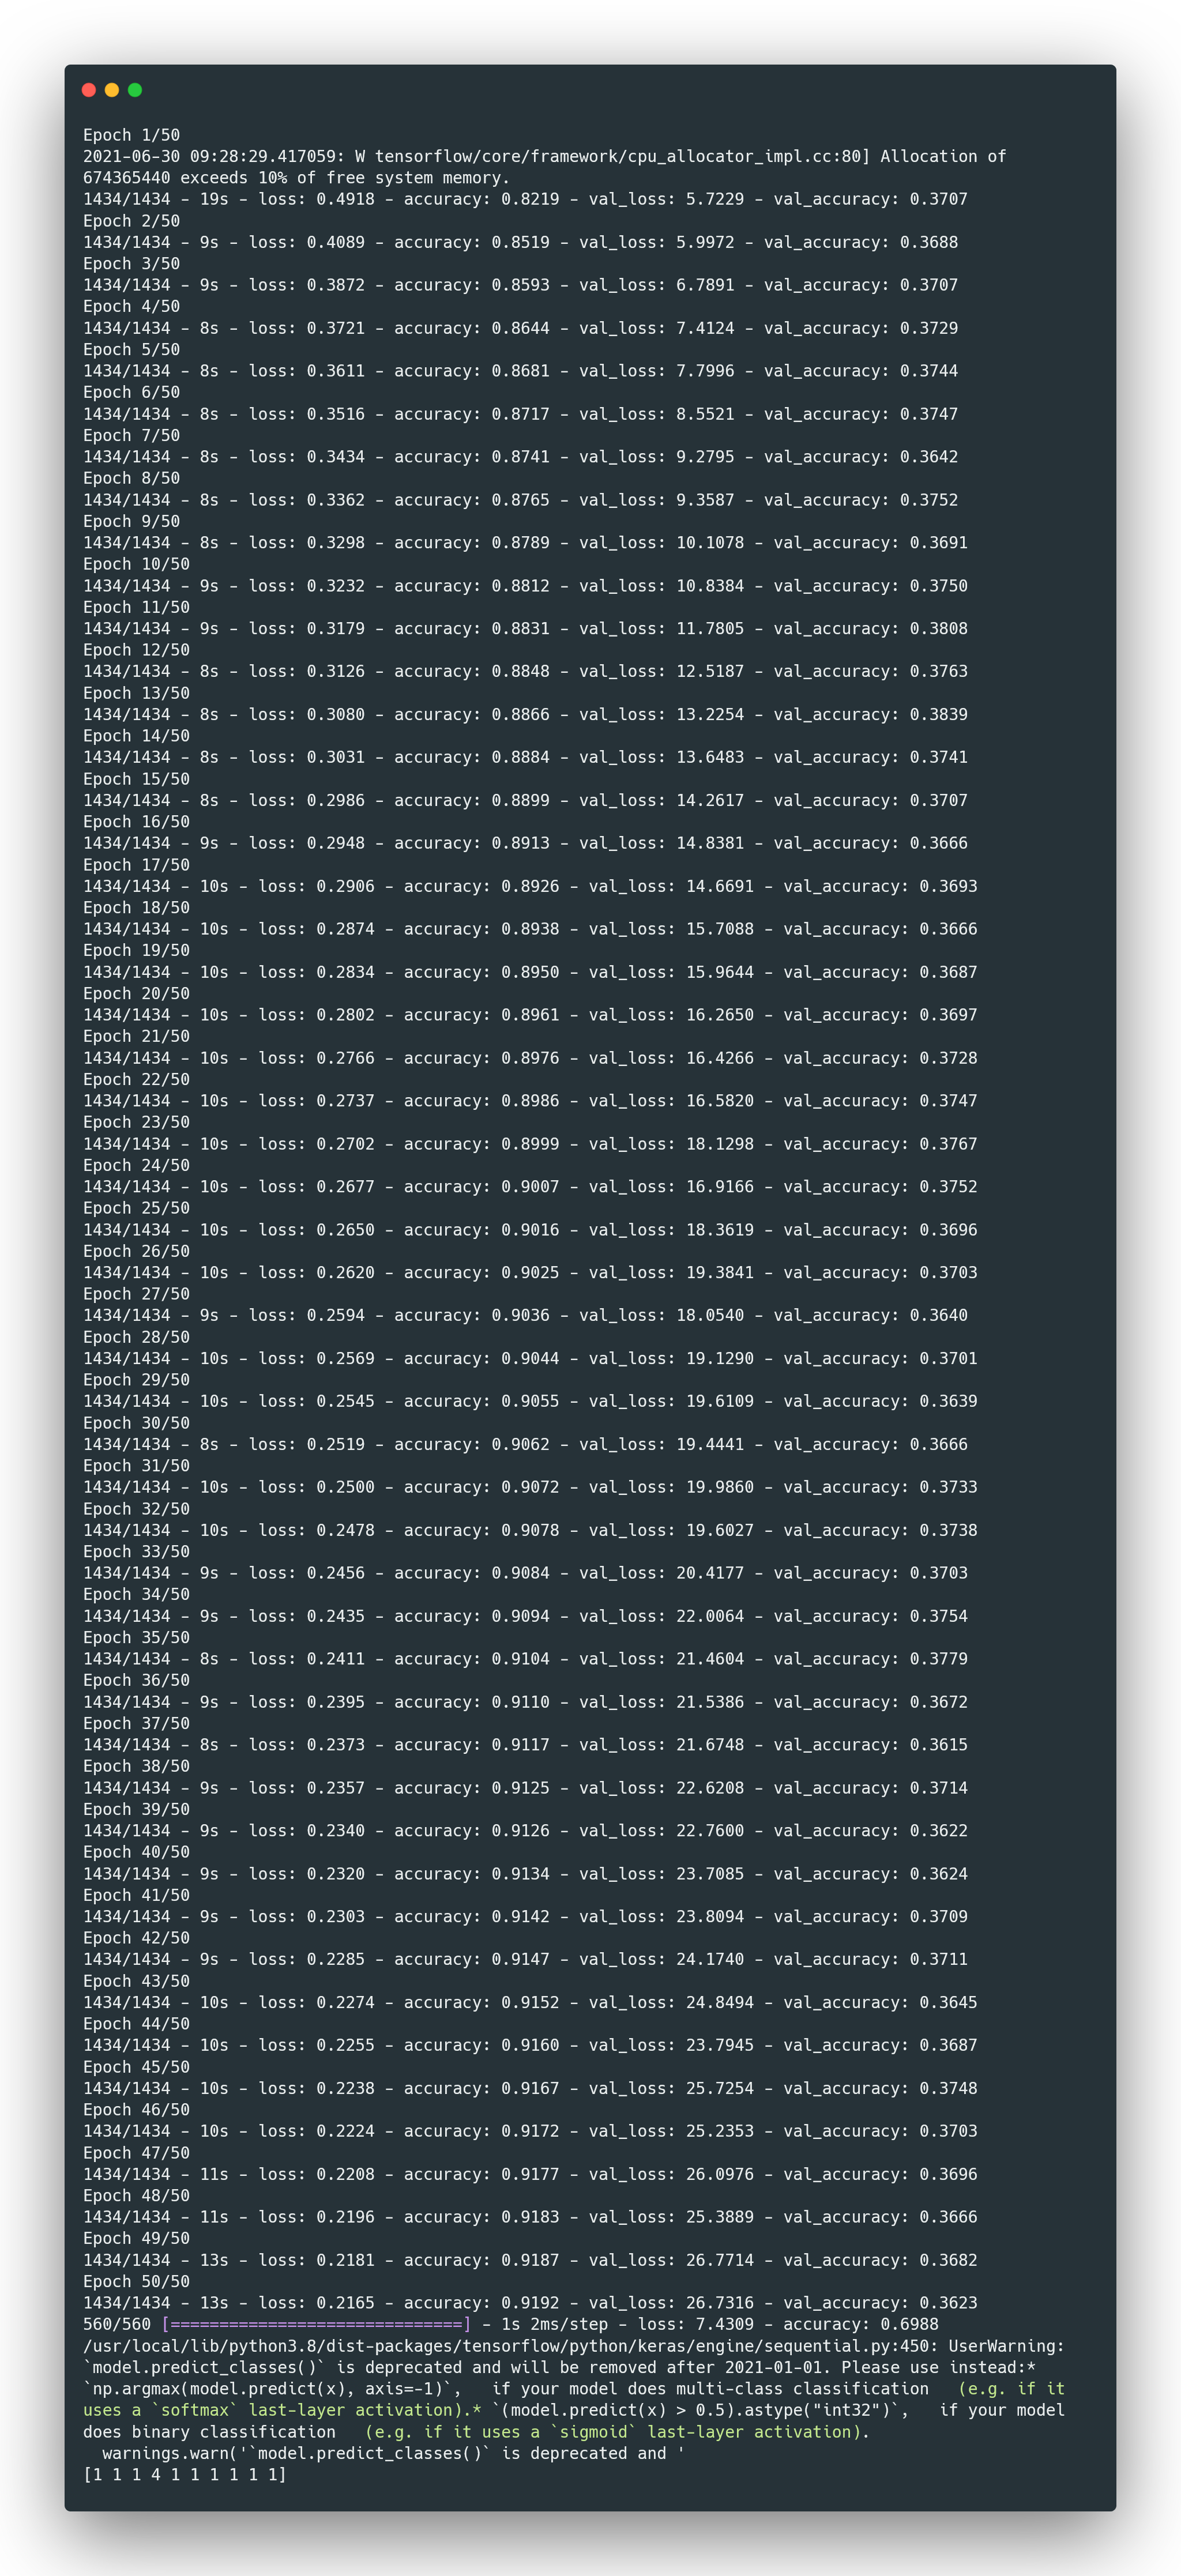 Epoch 1/50
2021-06-30 09:28:29.417059: W tensorflow/core/framework/cpu_allocator_impl.cc:80] Allocation of
674365440 exceeds 10% of free system memory.
1434/1434 - 19s - loss: 0.4918 - accuracy: 0.8219 - val_loss: 5.7229 - val_accuracy: 0.3707
Epoch 2/50
1434/1434 - 9s - loss: 0.4089 - accuracy: 0.8519 - val_loss: 5.9972 - val_accuracy: 0.3688
Epoch 3/50
1434/1434 - 9s - loss: 0.3872 - accuracy: 0.8593 - val_loss: 6.7891 - val_accuracy: 0.3707
Epoch 4/50
1434/1434 - 8s - loss: 0.3721 - accuracy: 0.8644 - val_loss: 7.4124 - val_accuracy: 0.3729
Epoch 5/50
1434/1434 - 8s - loss: 0.3611 - accuracy: 0.8681 - val_loss: 7.7996 - val_accuracy: 0.3744
Epoch 6/50
1434/1434 - 8s - loss: 0.3516 - accuracy: 0.8717 - val_loss: 8.5521 - val_accuracy: 0.3747
Epoch 7/50
1434/1434 - 8s - loss: 0.3434 - accuracy: 0.8741 - val_loss: 9.2795 - val_accuracy: 0.3642
Epoch 8/50
1434/1434 - 8s - loss: 0.3362 - accuracy: 0.8765 - val_loss: 9.3587 - val_accuracy: 0.3752
Epoch 9/50
1434/1434 - 8s - loss: 0.3298 - accuracy: 0.8789 - val_loss: 10.1078 - val_accuracy: 0.3691
Epoch 10/50
1434/1434 - 9s - loss: 0.3232 - accuracy: 0.8812 - val_loss: 10.8384 - val_accuracy: 0.3750
Epoch 11/50
1434/1434 - 9s - loss: 0.3179 - accuracy: 0.8831 - val_loss: 11.7805 - val_accuracy: 0.3808
Epoch 12/50
1434/1434 - 8s - loss: 0.3126 - accuracy: 0.8848 - val_loss: 12.5187 - val_accuracy: 0.3763
Epoch 13/50
1434/1434 - 8s - loss: 0.3080 - accuracy: 0.8866 - val_loss: 13.2254 - val_accuracy: 0.3839
Epoch 14/50
1434/1434 - 8s - loss: 0.3031 - accuracy: 0.8884 - val_loss: 13.6483 - val_accuracy: 0.3741
Epoch 15/50
1434/1434 - 8s - loss: 0.2986 - accuracy: 0.8899 - val_loss: 14.2617 - val_accuracy: 0.3707
Epoch 16/50
1434/1434 - 9s - loss: 0.2948 - accuracy: 0.8913 - val_loss: 14.8381 - val_accuracy: 0.3666
Epoch 17/50
1434/1434 - 10s - loss: 0.2906 - accuracy: 0.8926 - val_loss: 14.6691 - val_accuracy: 0.3693
Epoch 18/50
1434/1434 - 10s - loss: 0.2874 - accuracy: 0.8938 - val_loss: 15.7088 - val_accuracy: 0.3666
Epoch 19/50
1434/1434 - 10s - loss: 0.2834 - accuracy: 0.8950 - val_loss: 15.9644 - val_accuracy: 0.3687
Epoch 20/50
1434/1434 - 10s - loss: 0.2802 - accuracy: 0.8961 - val_loss: 16.2650 - val_accuracy: 0.3697
Epoch 21/50
1434/1434 - 10s - loss: 0.2766 - accuracy: 0.8976 - val_loss: 16.4266 - val_accuracy: 0.3728
Epoch 22/50
1434/1434 - 10s - loss: 0.2737 - accuracy: 0.8986 - val_loss: 16.5820 - val_accuracy: 0.3747
Epoch 23/50
1434/1434 - 10s - loss: 0.2702 - accuracy: 0.8999 - val_loss: 18.1298 - val_accuracy: 0.3767
Epoch 24/50
1434/1434 - 10s - loss: 0.2677 - accuracy: 0.9007 - val_loss: 16.9166 - val_accuracy: 0.3752
Epoch 25/50
1434/1434 - 10s - loss: 0.2650 - accuracy: 0.9016 - val_loss: 18.3619 - val_accuracy: 0.3696
Epoch 26/50
1434/1434 - 10s - loss: 0.2620 - accuracy: 0.9025 - val_loss: 19.3841 - val_accuracy: 0.3703
Epoch 27/50
1434/1434 - 9s - loss: 0.2594 - accuracy: 0.9036 - val_loss: 18.0540 - val_accuracy: 0.3640
Epoch 28/50
1434/1434 - 10s - loss: 0.2569 - accuracy: 0.9044 - val_loss: 19.1290 - val_accuracy: 0.3701
Epoch 29/50
1434/1434 - 10s - loss: 0.2545 - accuracy: 0.9055 - val_loss: 19.6109 - val_accuracy: 0.3639
Epoch 30/50
1434/1434 - 8s - loss: 0.2519 - accuracy: 0.9062 - val_loss: 19.4441 - val_accuracy: 0.3666
Epoch 31/50
1434/1434 - 10s - loss: 0.2500 - accuracy: 0.9072 - val_loss: 19.9860 - val_accuracy: 0.3733
Epoch 32/50
1434/1434 - 10s - loss: 0.2478 - accuracy: 0.9078 - val_loss: 19.6027 - val_accuracy: 0.3738
Epoch 33/50
1434/1434 - 9s - loss: 0.2456 - accuracy: 0.9084 - val_loss: 20.4177 - val_accuracy: 0.3703
Epoch 34/50
1434/1434 - 9s - loss: 0.2435 - accuracy: 0.9094 - val_loss: 22.0064 - val_accuracy: 0.3754
Epoch 35/50
1434/1434 - 8s - loss: 0.2411 - accuracy: 0.9104 - val_loss: 21.4604 - val_accuracy: 0.3779
Epoch 36/50
1434/1434 - 9s - loss: 0.2395 - accuracy: 0.9110 - val_loss: 21.5386 - val_accuracy: 0.3672
Epoch 37/50
1434/1434 - 8s - loss: 0.2373 - accuracy: 0.9117 - val_loss: 21.6748 - val_accuracy: 0.3615
Epoch 38/50
1434/1434 - 9s - loss: 0.2357 - accuracy: 0.9125 - val_loss: 22.6208 - val_accuracy: 0.3714
Epoch 39/50
1434/1434 - 9s - loss: 0.2340 - accuracy: 0.9126 - val_loss: 22.7600 - val_accuracy: 0.3622
Epoch 40/50
1434/1434 - 9s - loss: 0.2320 - accuracy: 0.9134 - val_loss: 23.7085 - val_accuracy: 0.3624
Epoch 41/50
1434/1434 - 9s - loss: 0.2303 - accuracy: 0.9142 - val_loss: 23.8094 - val_accuracy: 0.3709
Epoch 42/50
1434/1434 - 9s - loss: 0.2285 - accuracy: 0.9147 - val_loss: 24.1740 - val_accuracy: 0.3711
Epoch 43/50
1434/1434 - 10s - loss: 0.2274 - accuracy: 0.9152 - val_loss: 24.8494 - val_accuracy: 0.3645
Epoch 44/50
1434/1434 - 10s - loss: 0.2255 - accuracy: 0.9160 - val_loss: 23.7945 - val_accuracy: 0.3687
Epoch 45/50
1434/1434 - 10s - loss: 0.2238 - accuracy: 0.9167 - val_loss: 25.7254 - val_accuracy: 0.3748
Epoch 46/50
1434/1434 - 10s - loss: 0.2224 - accuracy: 0.9172 - val_loss: 25.2353 - val_accuracy: 0.3703
Epoch 47/50
1434/1434 - 11s - loss: 0.2208 - accuracy: 0.9177 - val_loss: 26.0976 - val_accuracy: 0.3696
Epoch 48/50
1434/1434 - 11s - loss: 0.2196 - accuracy: 0.9183 - val_loss: 25.3889 - val_accuracy: 0.3666
Epoch 49/50
1434/1434 - 13s - loss: 0.2181 - accuracy: 0.9187 - val_loss: 26.7714 - val_accuracy: 0.3682
Epoch 50/50
1434/1434 - 13s - loss: 0.2165 - accuracy: 0.9192 - val_loss: 26.7316 - val_accuracy: 0.3623
560/560 [==============================] - 1s 2ms/step - loss: 7.4309 - accuracy: 0.6988
/usr/local/lib/python3.8/dist-packages/tensorflow/python/keras/engine/sequential.py:450: UserWarning:
`model.predict_classes()` is deprecated and will be removed after 2021-01-01. Please use instead:*
`np.argmax(model.predict(x), axis=-1)`,   if your model does multi-class classification   (e.g. if it
uses a `softmax` last-layer activation).* `(model.predict(x) > 0.5).astype("int32")`,   if your model
does binary classification   (e.g. if it uses a `sigmoid` last-layer activation).
  warnings.warn('`model.predict_classes()` is deprecated and '
[1 1 1 4 1 1 1 1 1 1]